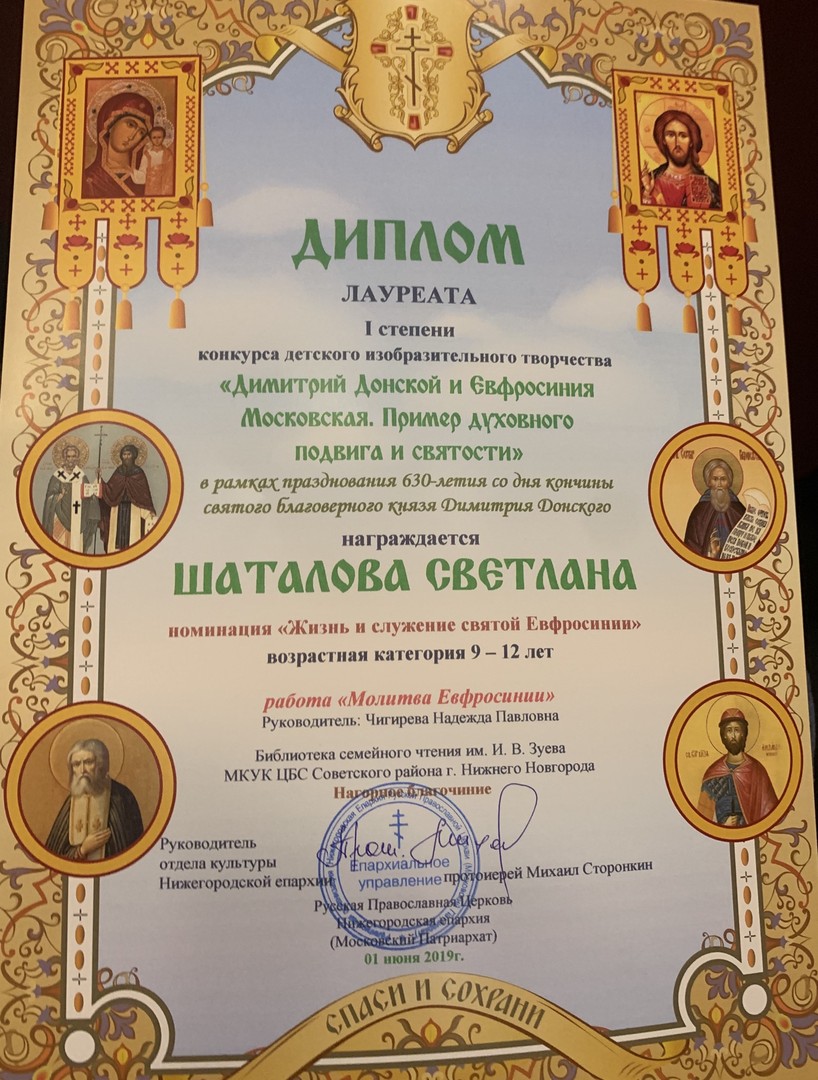 ДИПЛОМ
ЛАУРЕАТА
I степени
конкурса детского изобразительного творчества
«Димитрий Донской и Евфросиния
Московская. Пример духовного
подвига и святости»
в рамках празднования 630-летия со дня кончины
святого благоверного князя Димитрия Донского
награждается
ШАТАЛОВА СВЕТЛАНА
номинация «Жизнь и служение святой Евфросинии»
возрастная категория 9 – 12 лет
работа «Молитва Евфросинии»
Руководитель: Чигирева Надежда Павловна
Библиотека семейного чтения им. И. В. Зуева
МКУК ЦБС Советского района г. Нижнего Новгорода
Нагорное благочиние
Руководитель
отдела культуры
Нижегородской епархии
протоиерей Михаил Сторонкин
Епархиальное
управление
Русская Православная Церковь
Нижегородская епархия
(Московский Патриархат)
01 июня 2019г.
СПАСИ И СОХРАНИ